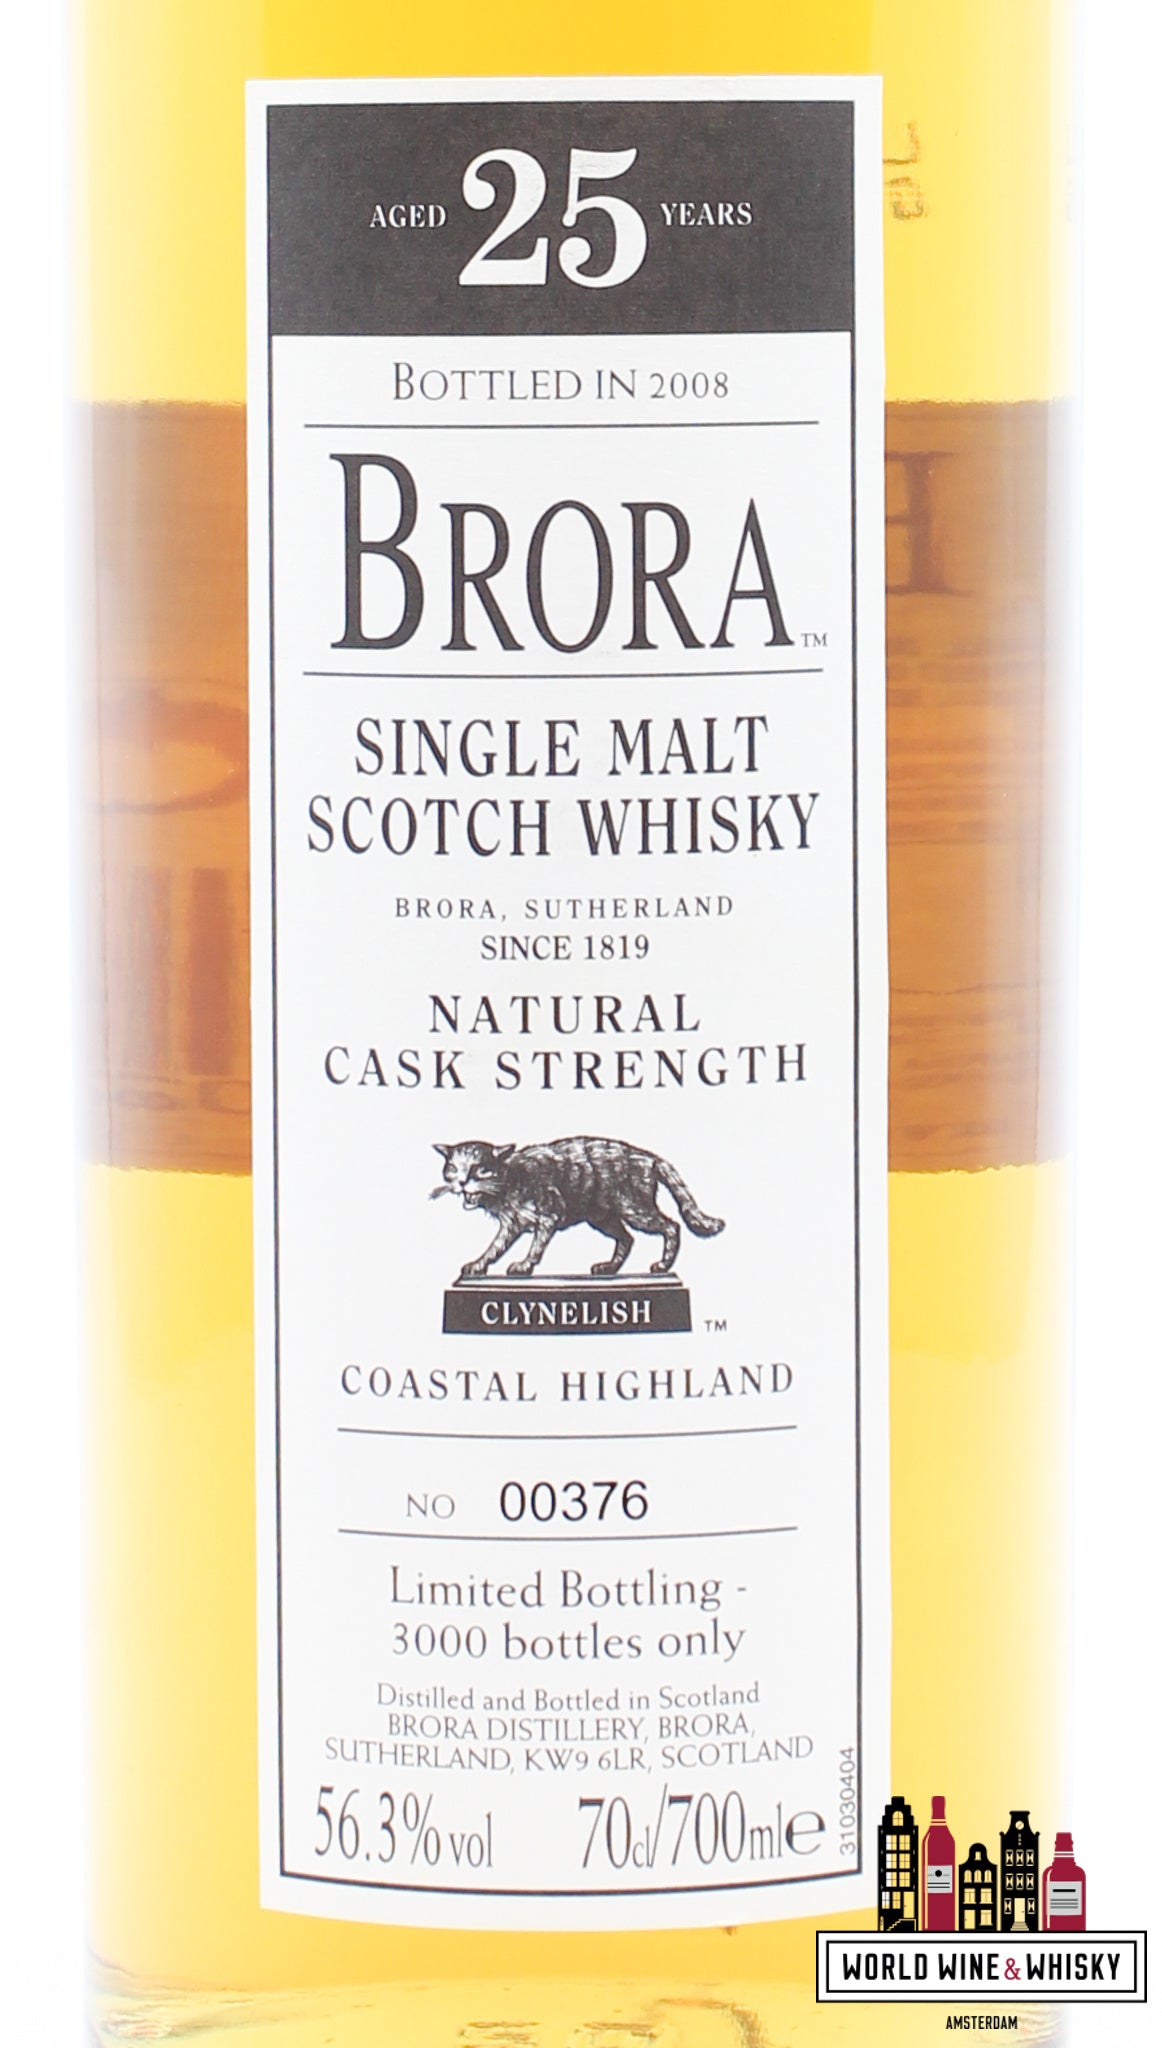 AGED 25 YEARS
BOTTLED IN 2008
BRORA™
SINGLE MALT
SCOTCH WHISKY
BRORA, SUTHERLAND
SINCE 1819
NATURAL
CASK STRENGTH
CLYNELISH ™
COASTAL HIGHLAND
NO 00376
Limited Bottling -
3000 bottles only
Distilled and Bottled in Scotland
BRORA DISTILLERY, BRORA,
SUTHERLAND, KW9 6LR, SCOTLAND
56.3% vol 70cl/700ml e
31030404
WORLD WINE & WHISKY
AMSTERDAM